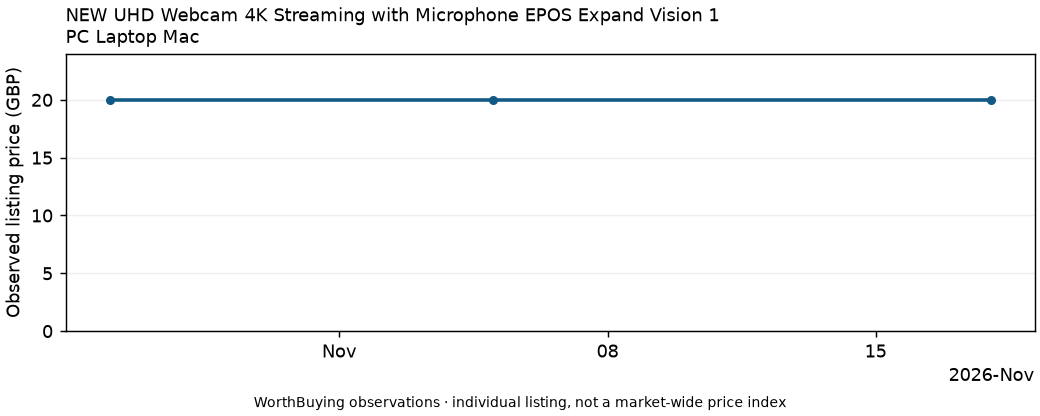 NEW UHD Webcam 4K Streaming with Microphone EPOS Expand Vision 1
PC Laptop Mac
Observed listing price (GBP)
20
15
10
5
0
Nov
08
15
2026-Nov
WorthBuying observations · individual listing, not a market-wide price index